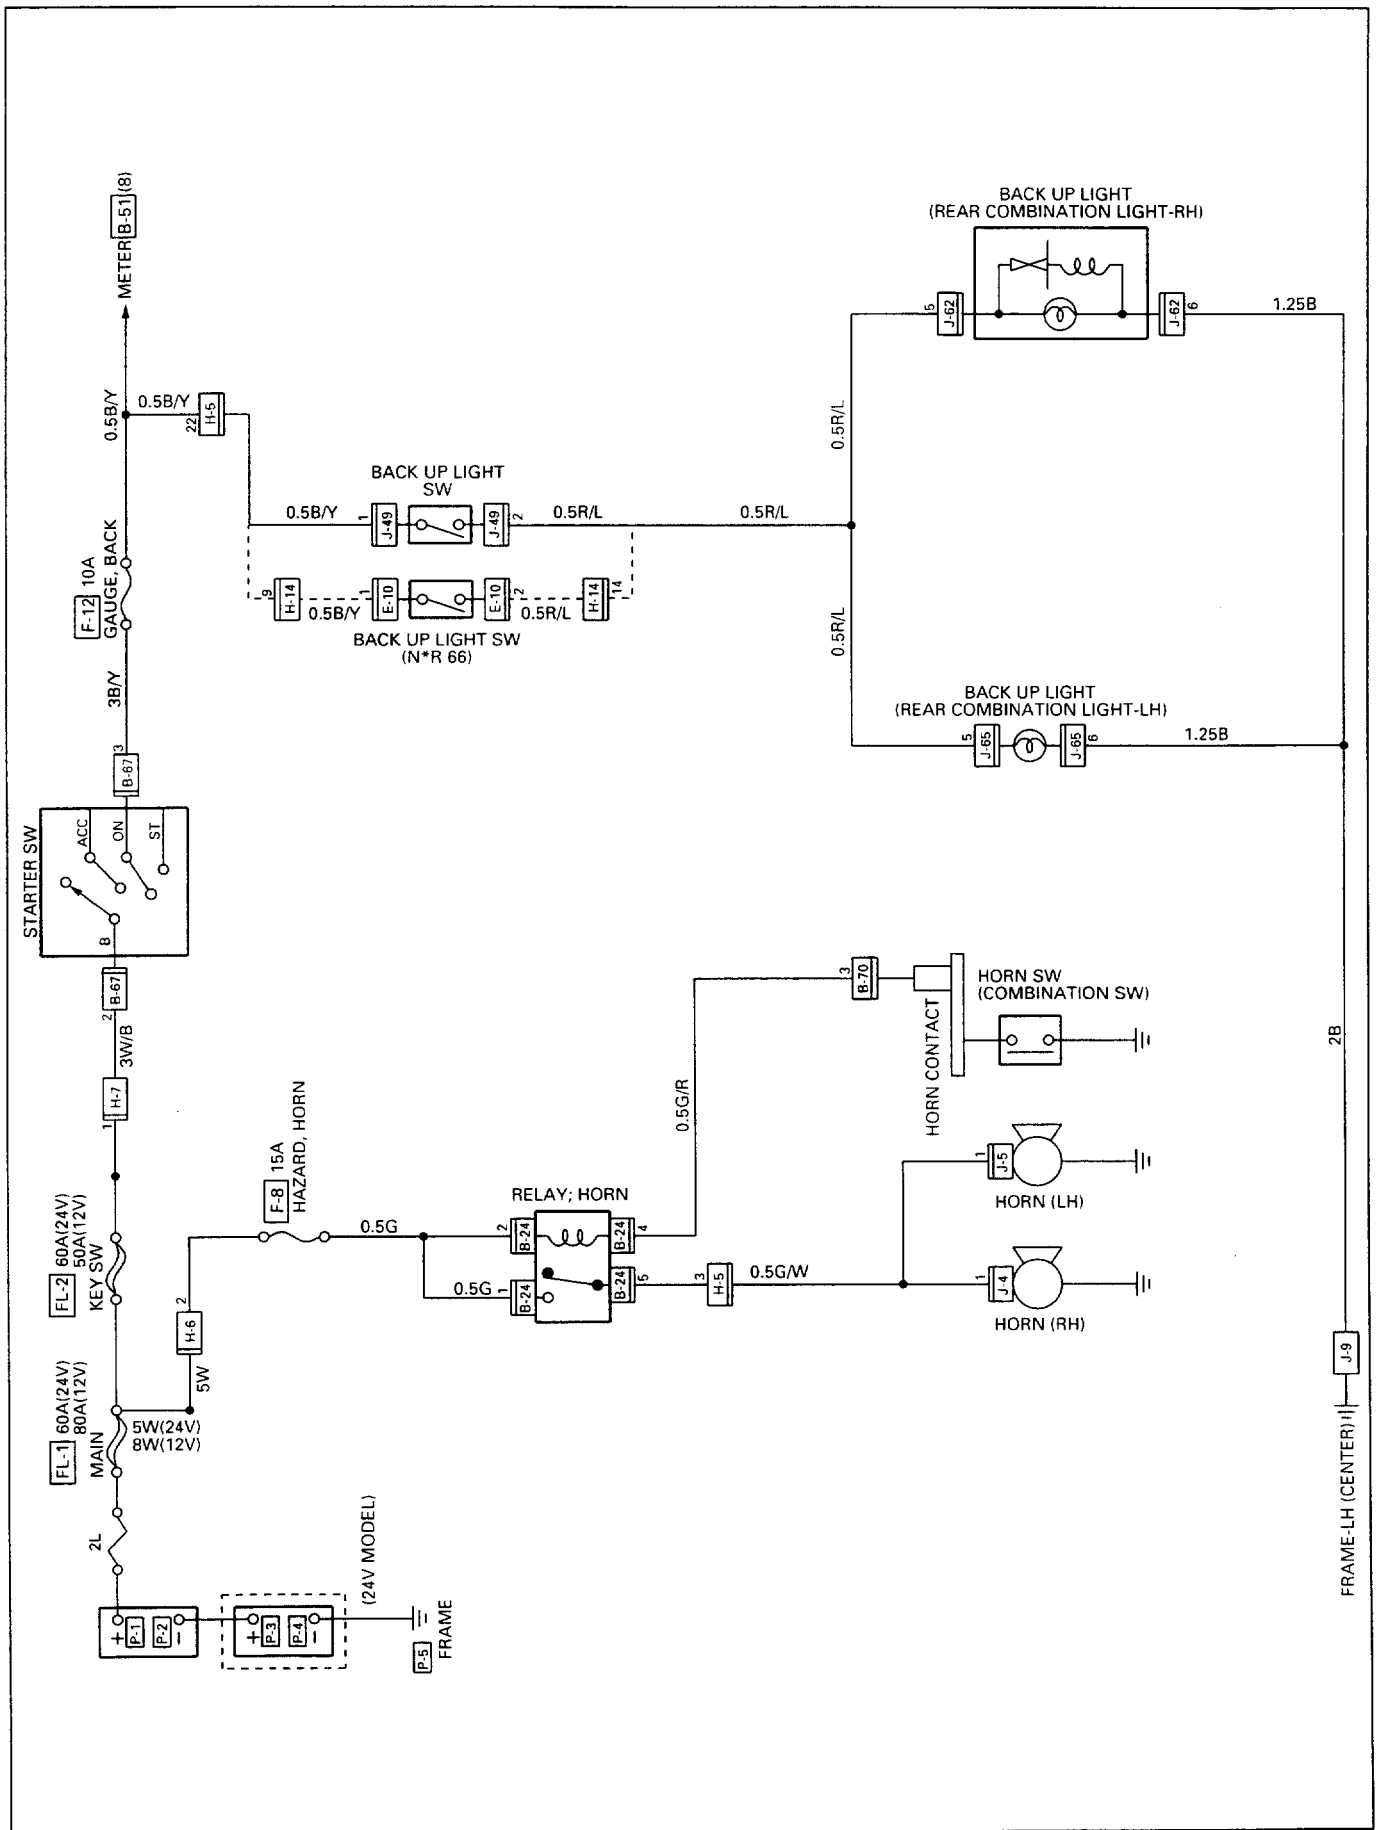 METER B-51 (8)
0.5B/Y
0.5B/Y
22
H-5
BACK UP LIGHT
(REAR COMBINATION LIGHT-RH)
5
J-62
J-62
6
1.25B
0.5R/L
BACK UP LIGHT
SW
0.5B/Y
1
J-49
J-49
2
0.5R/L
0.5R/L
F-12 10A
GAUGE, BACK
9
H-14
0.5B/Y
1
E-10
E-10
2
0.5R/L
H-14
14
BACK UP LIGHT SW
(N*R 66)
0.5R/L
3B/Y
3
B-67
BACK UP LIGHT
(REAR COMBINATION LIGHT-LH)
5
J-65
J-65
6
1.25B
STARTER SW
ACC
ON
ST
B
B-67
2
3W/B
H-7
1
B-70
3
HORN SW
(COMBINATION SW)
HORN CONTACT
2B
0.5G/R
F-8 15A
HAZARD, HORN
FL-2 60A(24V)
50A(12V)
KEY SW
0.5G
RELAY; HORN
2
B-24
B-24
4
0.5G
1
B-24
B-24
5
3
H-5
0.5G/W
1
J-5
HORN (LH)
1
J-4
HORN (RH)
2
H-6
5W
FL-1 60A(24V)
80A(12V)
MAIN
5W(24V)
8W(12V)
J-9
FRAME-LH (CENTER)
2L
+
P-1
P-2
−
+
P-3
P-4
−
(24V MODEL)
P-5
FRAME